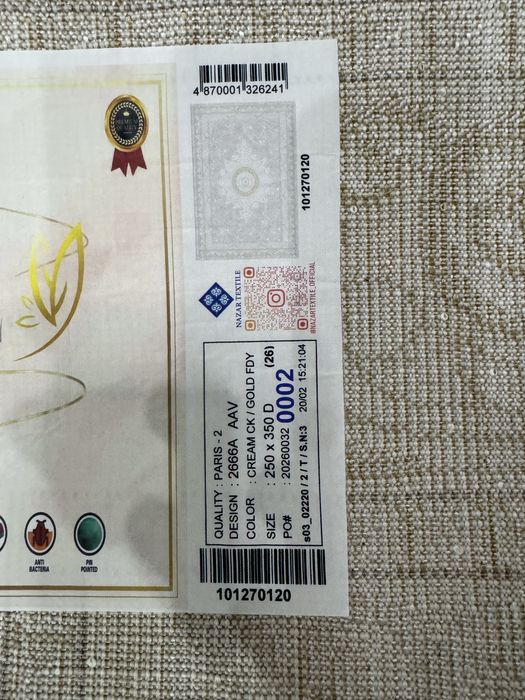 PREMIUM
QUALITY
4 870001 326241
101270120
NAZAR TEXTILE
@NAZARTEXTILE_OFFICIAL
QUALITY : PARIS - 2
DESIGN : 2666A AAV
COLOR : CREAM CK / GOLD FDY
SIZE : 250 x 350 D (26)
PO# : 20260032 0002
s03_02220 / 2 / T / S.N:3 20/02 15:21:04
101270120
ANTI
BACTERIA
PIN
POINTED